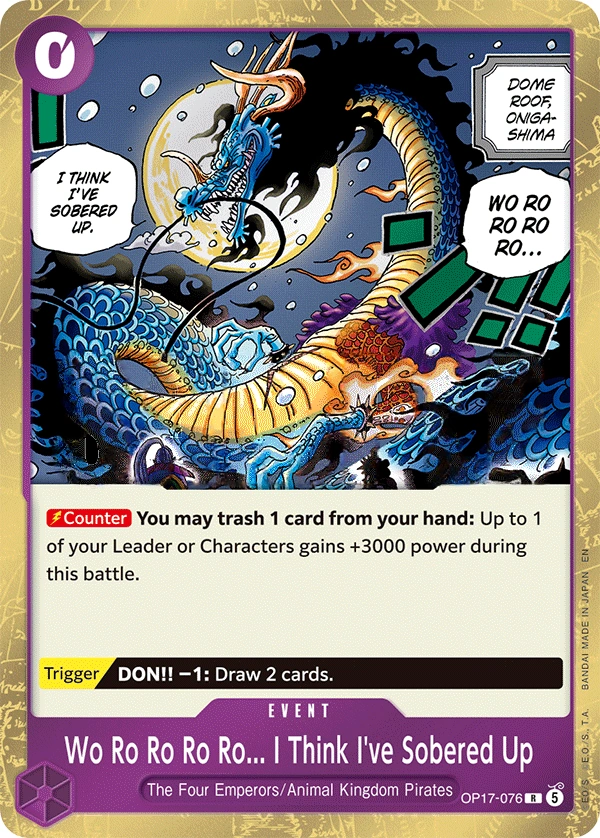 0
DOME
ROOF,
ONIGA-
SHIMA
I THINK
I'VE
SOBERED
UP.
WO RO
RO RO
RO...
!!
Counter You may trash 1 card from your hand: Up to 1
of your Leader or Characters gains +3000 power during
this battle.
Trigger DON!! −1: Draw 2 cards.
EVENT
Wo Ro Ro Ro Ro... I Think I've Sobered Up
The Four Emperors/Animal Kingdom Pirates
OP17-076 R 5
©E.O./S. ©E.O./S, T.A. BANDAI MADE IN JAPAN EN